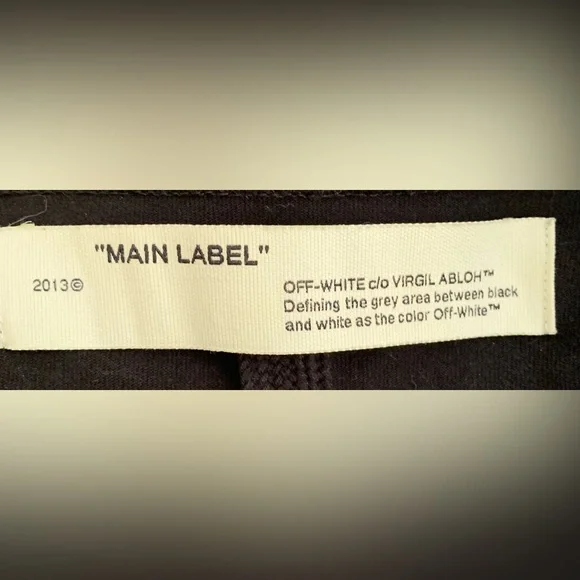 "MAIN LABEL"
2013©
OFF-WHITE c/o VIRGIL ABLOH™
Defining the grey area between black
and white as the color Off-White™